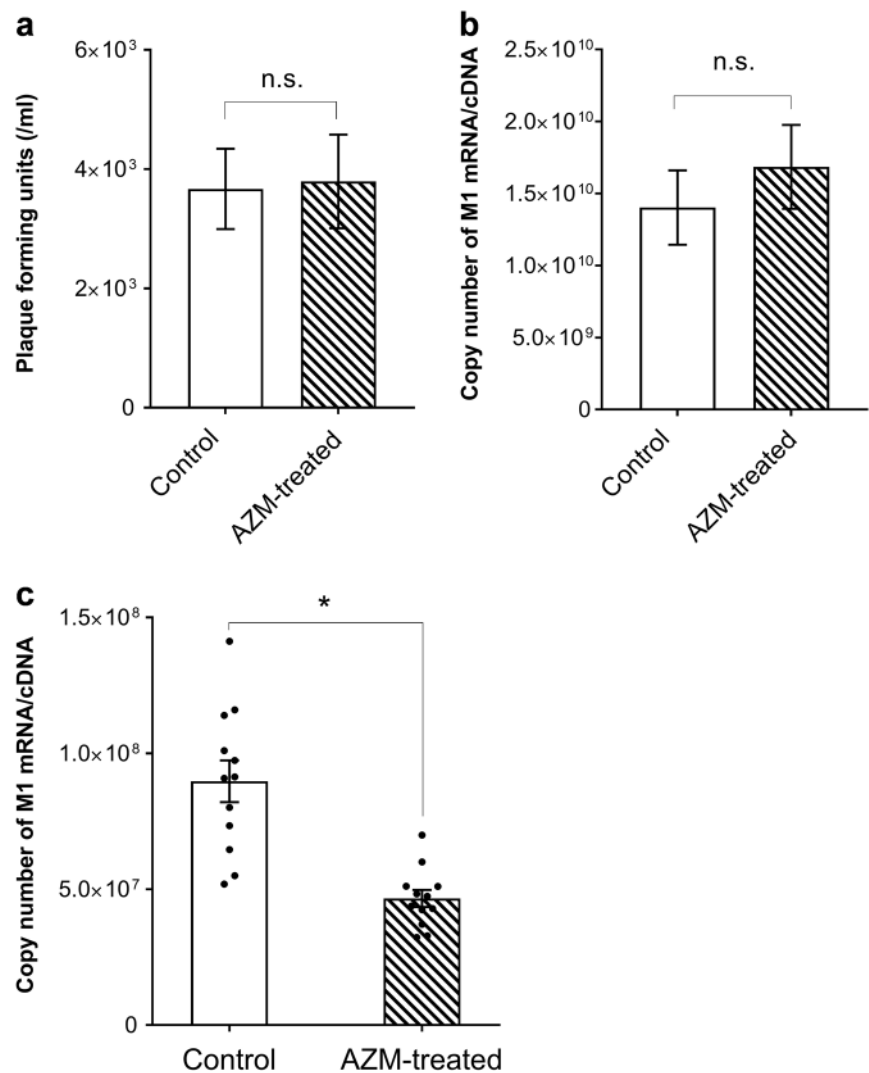 a
Plaque forming units (/ml)
6×10³
4×10³
2×10³
0
n.s.
Control
AZM-treated
b
Copy number of M1 mRNA/cDNA
2.5×10¹⁰
2.0×10¹⁰
1.5×10¹⁰
1.0×10¹⁰
5.0×10⁹
0
n.s.
Control
AZM-treated
c
Copy number of M1 mRNA/cDNA
1.5×10⁸
1.0×10⁸
5.0×10⁷
0
*
Control
AZM-treated